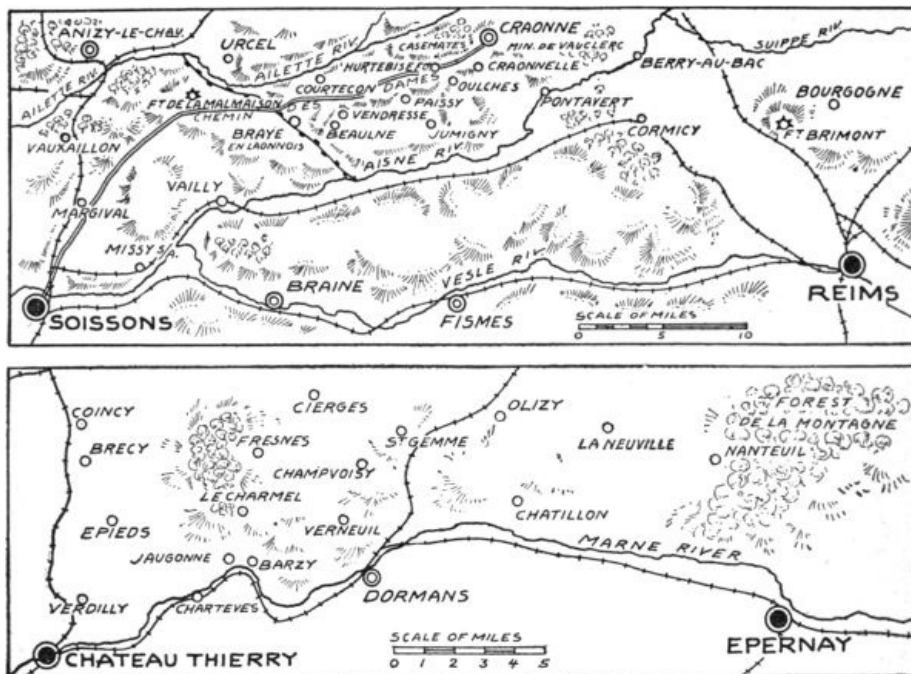 ANIZY-LE-CHAU.
URCEL
AILETTE RIV.
CASEMATES
CRAONNE
MIN. DE VAUCLERC
SUIPPE RIV.
HURTEBISE
CRAONNELLE
BERRY-AU-BAC
AILETTE RIV.
COURTECON
DAMES
OULCHES
BOURGOGNE
FT DE LA MALMAISON
DES
PAISSY
PONTAVERT
CHEMIN
VENDRESSE
VAUXAILLON
BRAYE
EN LAONNOIS
BEAULNE
JUMIGNY
CORMICY
FT BRIMONT
AISNE RIV.
VAILLY
MARGIVAL
MISSY S/A.
VESLE RIV.
BRAINE
REIMS
SOISSONS
FISMES
SCALE OF MILES
0 5 10
COINCY
CIERGES
OLIZY
FOREST
DE LA MONTAGNE
BRECY
FRESNES
ST GEMME
LA NEUVILLE
NANTEUIL
CHAMPVOISY
LE CHARMEL
EPIEDS
VERNEUIL
CHATILLON
JAUGONNE
BARZY
MARNE RIVER
VERDILLY
CHARTEVES
DORMANS
EPERNAY
CHATEAU THIERRY
SCALE OF MILES
0 1 2 3 4 5